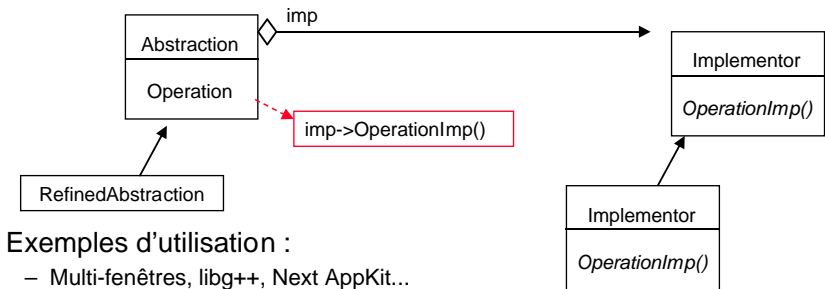 imp
Abstraction
Operation
imp->OperationImp()
Implementor
OperationImp()
RefinedAbstraction
Implementor
OperationImp()
Exemples d'utilisation :
– Multi-fenêtres, libg++, Next AppKit...